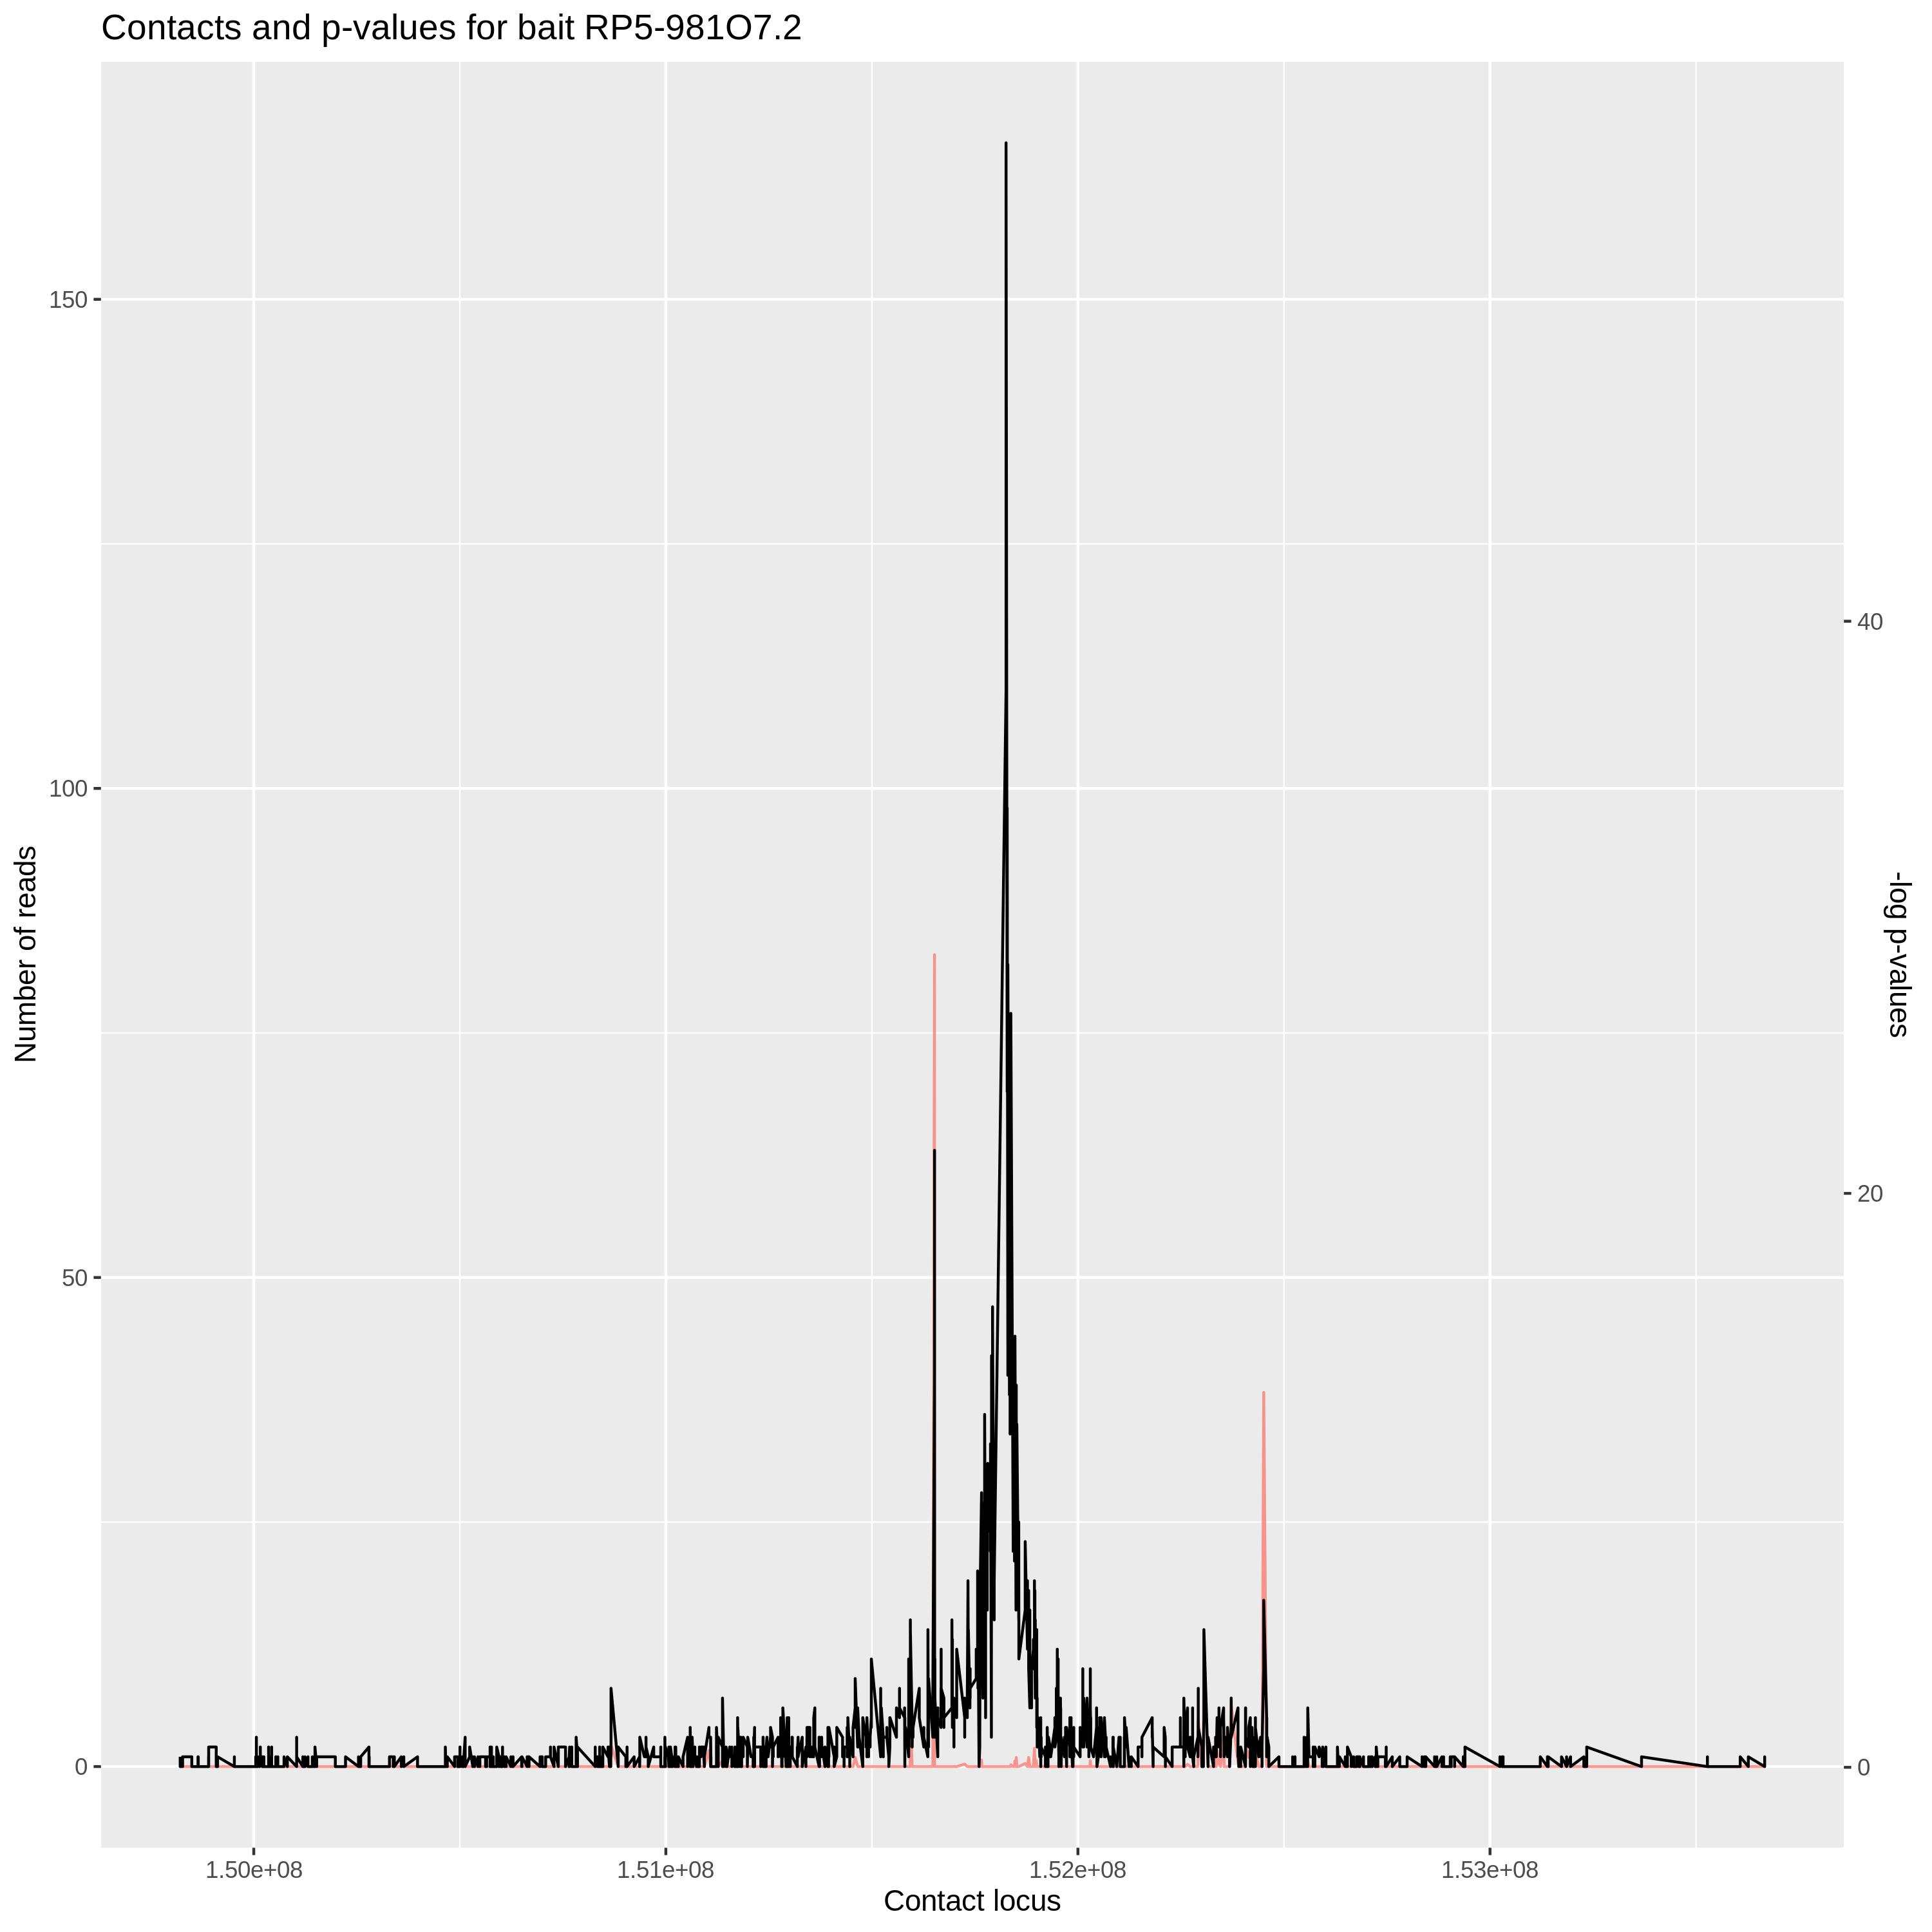 Contacts and p-values for bait RP5-981O7.2
150
100
50
0
Number of reads
40
20
0
-log p-values
1.50e+08
1.51e+08
1.52e+08
1.53e+08
Contact locus